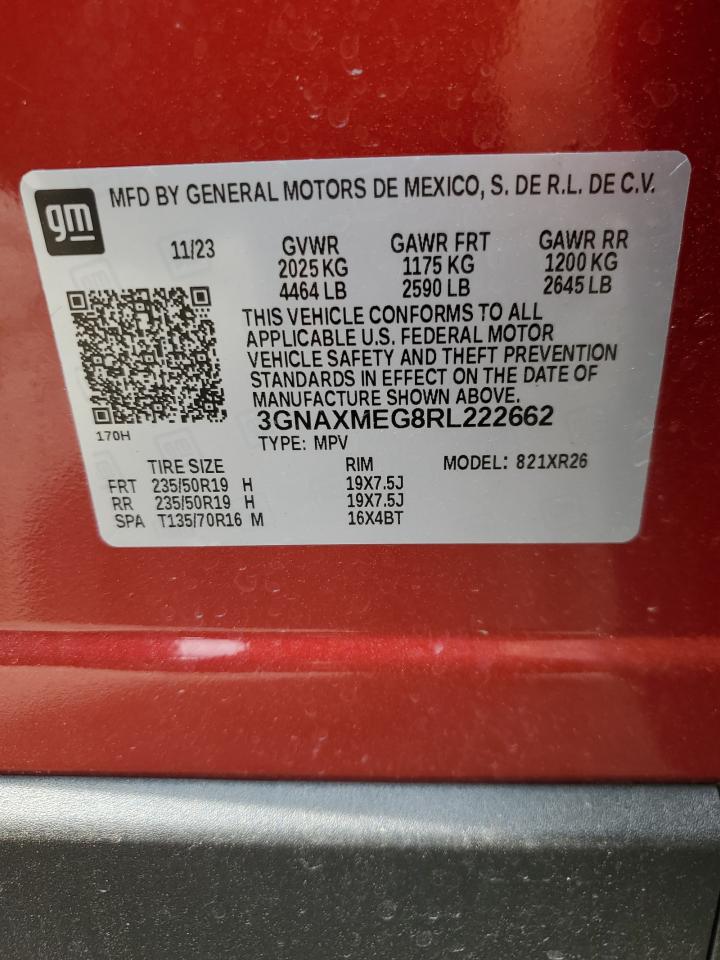 gm
MFD BY GENERAL MOTORS DE MEXICO, S. DE R.L. DE C.V.
11/23 GVWR GAWR FRT GAWR RR
2025 KG 1175 KG 1200 KG
4464 LB 2590 LB 2645 LB
THIS VEHICLE CONFORMS TO ALL
APPLICABLE U.S. FEDERAL MOTOR
VEHICLE SAFETY AND THEFT PREVENTION
STANDARDS IN EFFECT ON THE DATE OF
MANUFACTURE SHOWN ABOVE.
170H
3GNAXMEG8RL222662
TYPE: MPV
TIRE SIZE RIM MODEL: 821XR26
FRT 235/50R19 H 19X7.5J
RR 235/50R19 H 19X7.5J
SPA T135/70R16 M 16X4BT